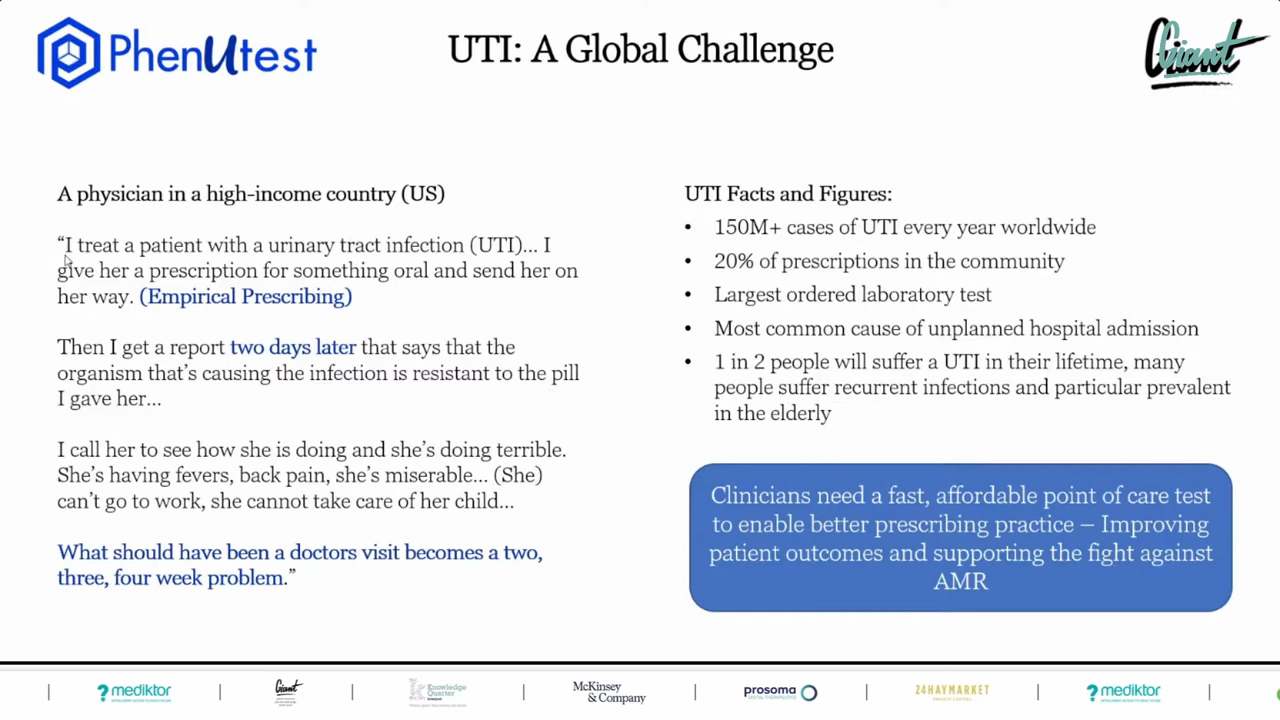 PhenUtest
UTI: A Global Challenge
Giant
A physician in a high-income country (US)
“I treat a patient with a urinary tract infection (UTI)... I
give her a prescription for something oral and send her on
her way. (Empirical Prescribing)
Then I get a report two days later that says that the
organism that’s causing the infection is resistant to the pill
I gave her...
I call her to see how she is doing and she’s doing terrible.
She’s having fevers, back pain, she’s miserable... (She)
can’t go to work, she cannot take care of her child...
What should have been a doctors visit becomes a two,
three, four week problem.”
UTI Facts and Figures:
• 150M+ cases of UTI every year worldwide
• 20% of prescriptions in the community
• Largest ordered laboratory test
• Most common cause of unplanned hospital admission
• 1 in 2 people will suffer a UTI in their lifetime, many
people suffer recurrent infections and particular prevalent
in the elderly
Clinicians need a fast, affordable point of care test
to enable better prescribing practice – Improving
patient outcomes and supporting the fight against
AMR
mediktor
Giant
Knowledge
Quarter
McKinsey
& Company
prosoma
DIGITAL THERAPEUTICS
24HAYMARKET
PRIVATE CAPITAL
mediktor